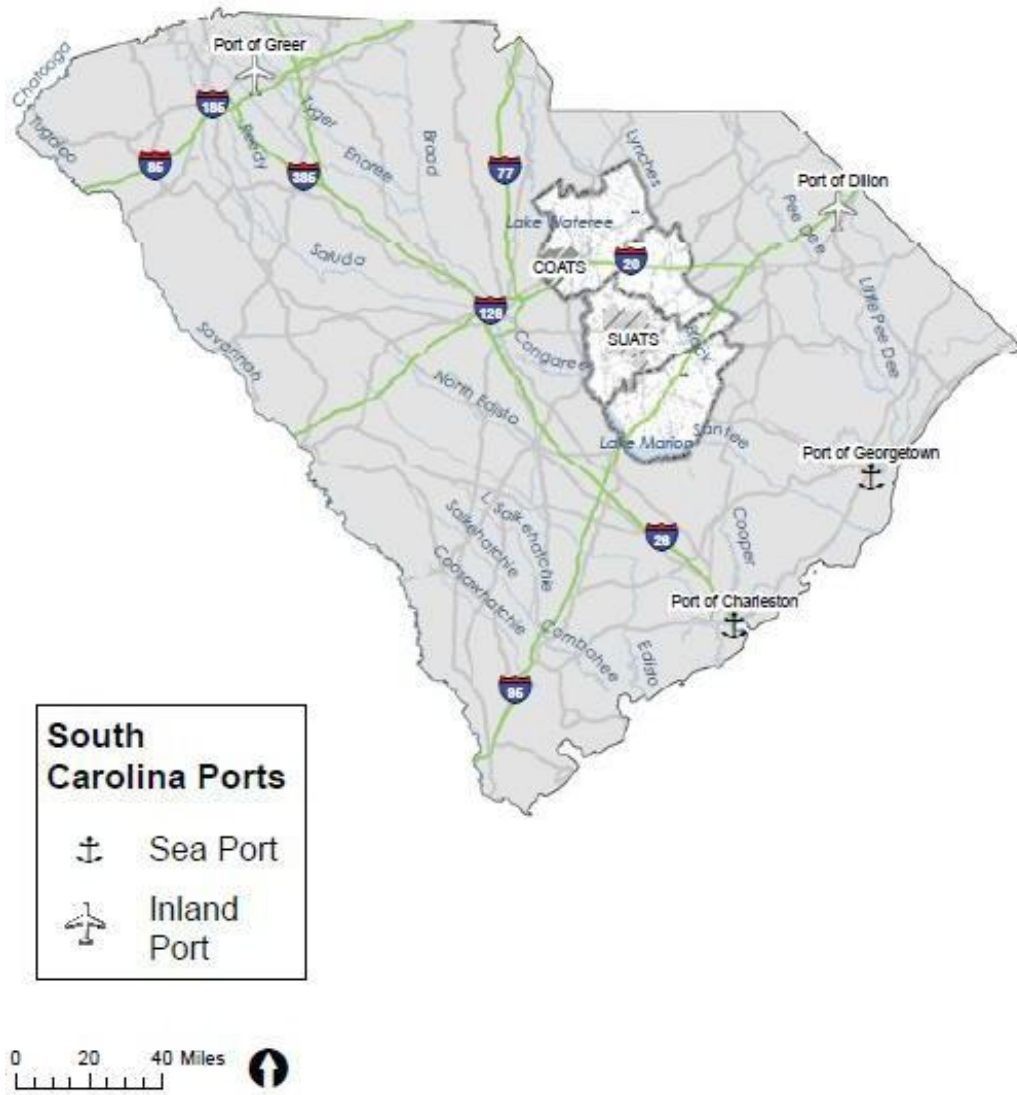 Port of Greer
Chatooga
Tugaloo
185
85
Reedy
Tyger
385
Enoree
Broad
77
Lynches
Port of Dillon
Pee Dee
Lake Wateree
Saluda
COATS
20
Little Pee Dee
126
Savannah
Congaree
SUATS
Black
North Edisto
Lake Marion
Santee
Port of Georgetown
L Salkehatchie
Salkehatchie
Coosawhatchie
26
Cooper
Port of Charleston
Combahee
Edisto
95
South
Carolina Ports
Sea Port
Inland
Port
0 20 40 Miles